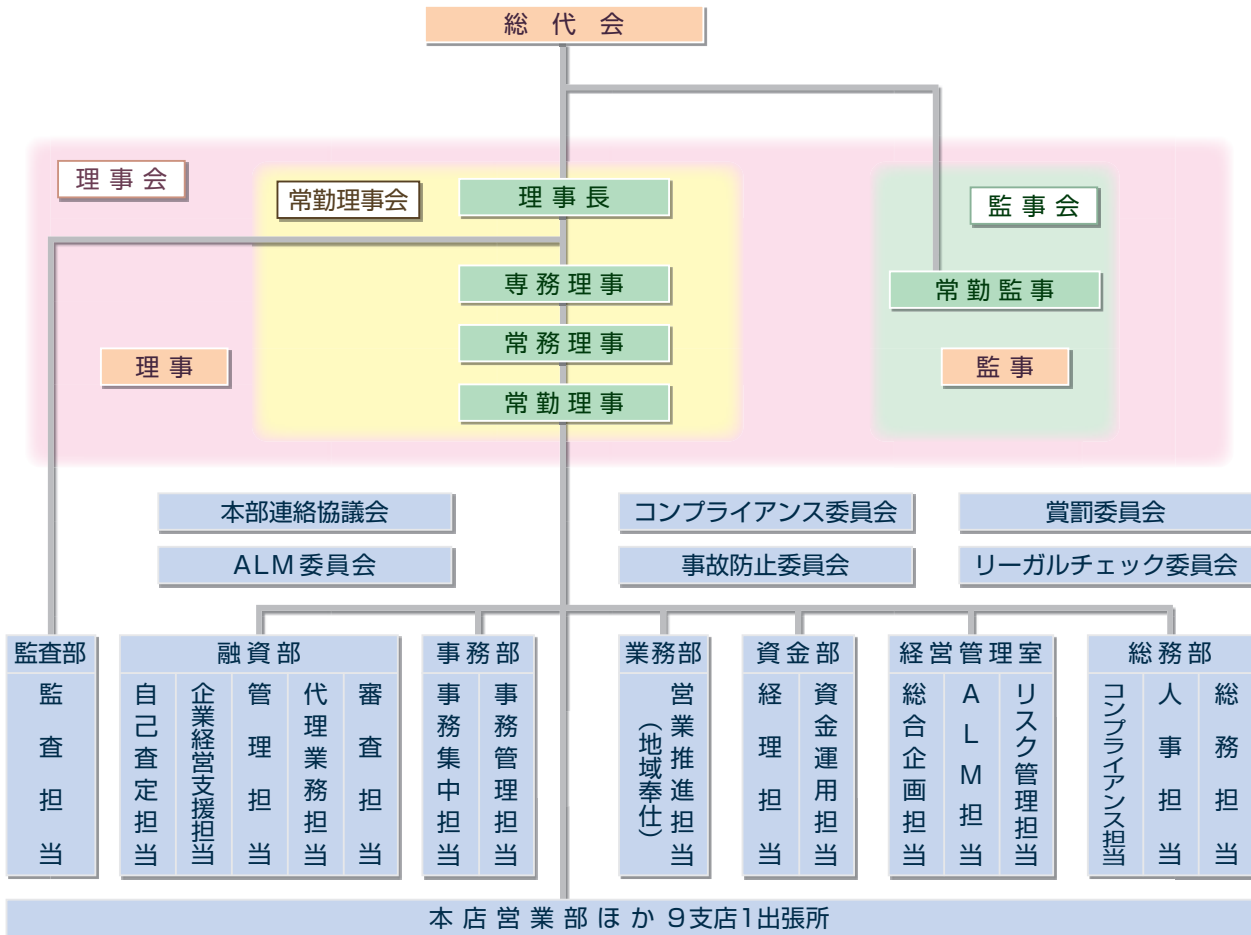 総代会
理事会
常勤理事会
理事長
監事会
専務理事
常勤監事
常務理事
理事
監事
常勤理事
本部連絡協議会
コンプライアンス委員会
賞罰委員会
ALM委員会
事故防止委員会
リーガルチェック委員会
監査部
融資部
事務部
業務部
資金部
経営管理室
総務部
監査担当
自己査定担当
企業経営支援担当
管理担当
代理業務担当
審査担当
事務集中担当
事務管理担当
営業推進担当
（地域奉仕）
経理担当
資金運用担当
総合企画担当
ALM担当
リスク管理担当
コンプライアンス担当
人事担当
総務担当
本店営業部ほか9支店1出張所